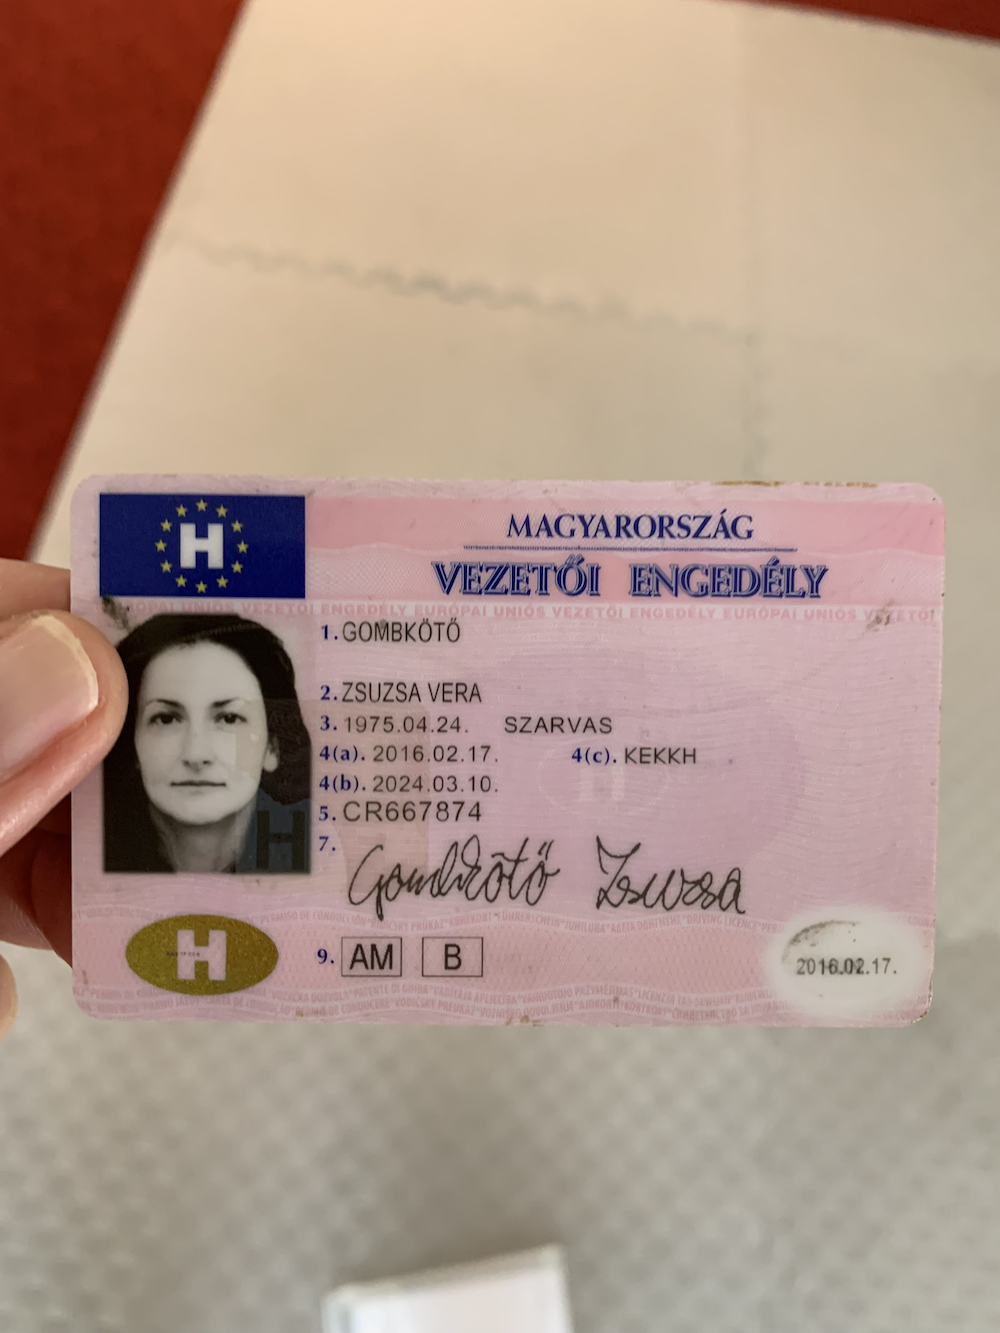 H
MAGYARORSZÁG
VEZETŐI ENGEDÉLY
EURÓPAI UNIÓS VEZETŐI ENGEDÉLY EURÓPAI UNIÓS VEZETŐI ENGEDÉLY EURÓPAI UNIÓS VEZETŐI
1. GOMBKÖTŐ
2. ZSUZSA VERA
3. 1975.04.24. SZARVAS
4(a). 2016.02.17. 4(c). KEKKH
4(b). 2024.03.10.
5. CR667874
H
7. Gombkötő Zsuzsa
H
9. AM B
2016.02.17.